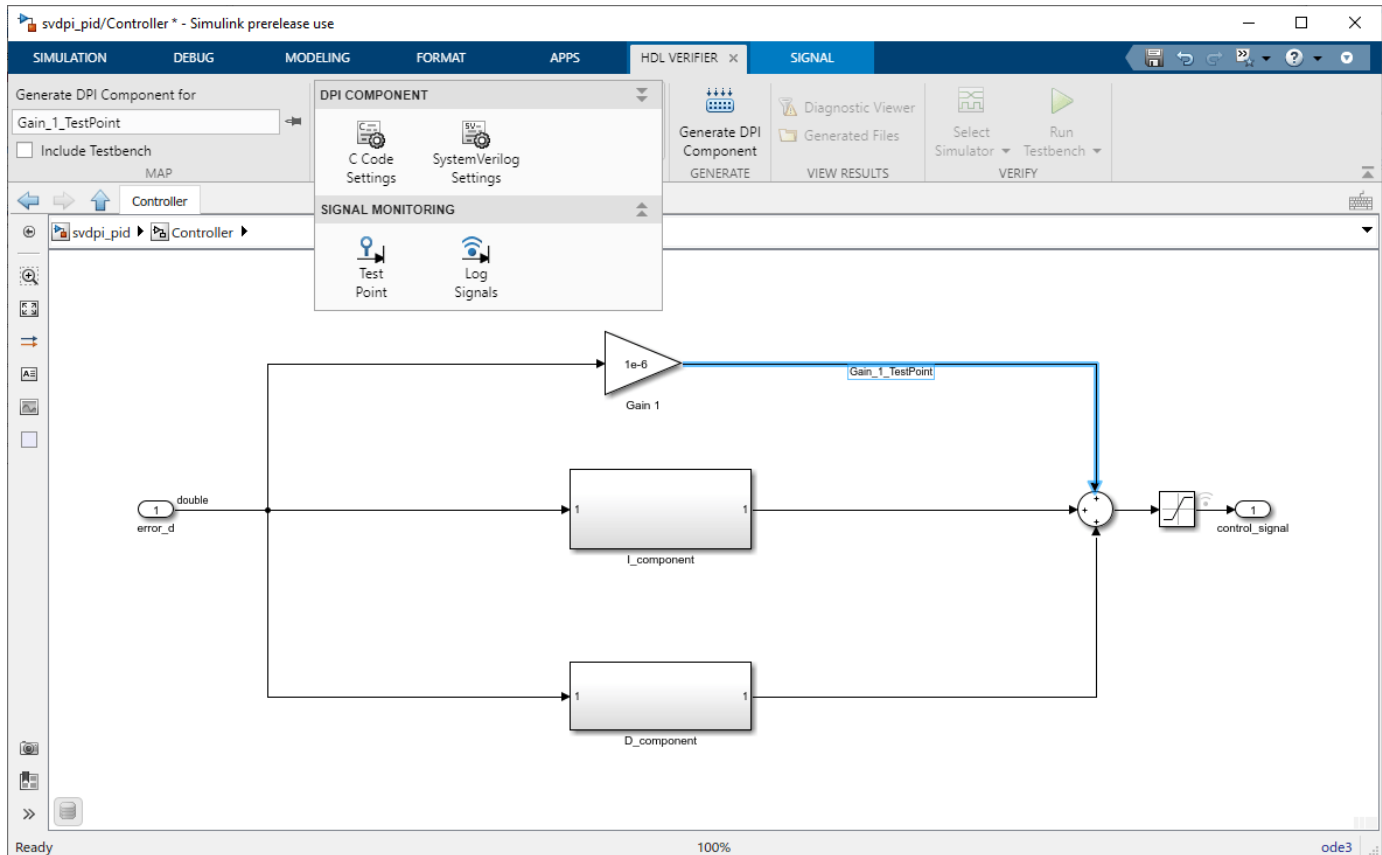 svdpi_pid/Controller * - Simulink prerelease use
SIMULATION DEBUG MODELING FORMAT APPS HDL VERIFIER SIGNAL
Generate DPI Component for
Gain_1_TestPoint
Include Testbench
MAP
DPI COMPONENT
C Code
Settings
SystemVerilog
Settings
SIGNAL MONITORING
Test
Point
Log
Signals
Generate DPI
Component
GENERATE
Diagnostic Viewer
Generated Files
VIEW RESULTS
Select
Simulator
Run
Testbench
VERIFY
Controller
svdpi_pid Controller
1e-6
Gain 1
Gain_1_TestPoint
1
double
error_d
1 1
I_component
1
control_signal
1 1
D_component
Ready 100% ode3